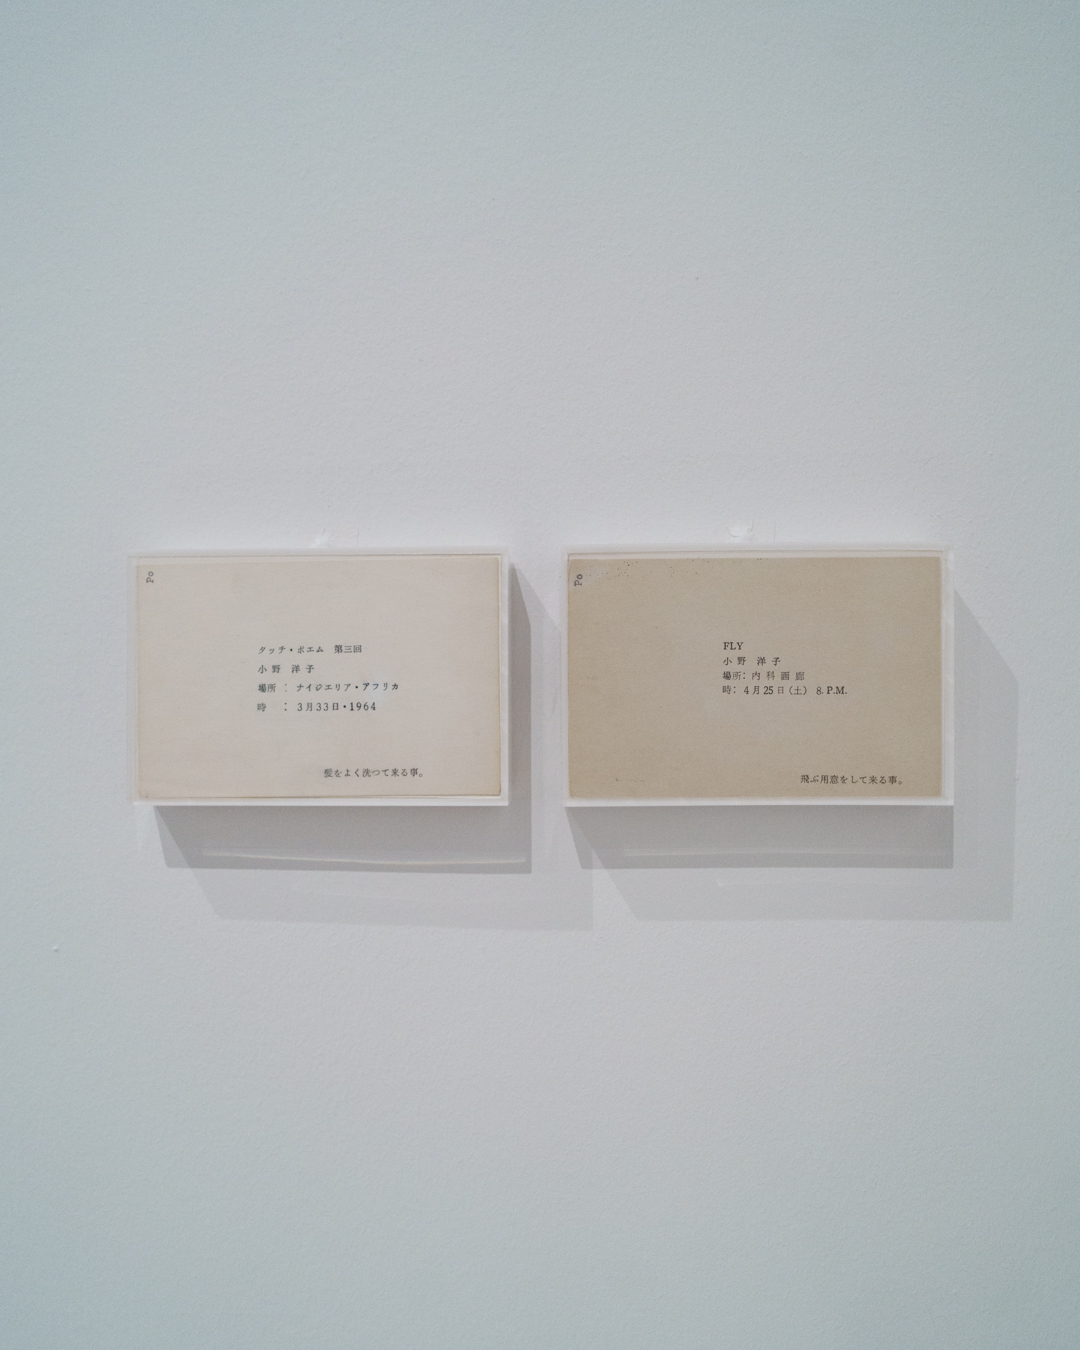 Po
タッチ・ポエム 第三回
小野 洋子
場所 : ナイジエリア・アフリカ
時 : 3月33日・1964
髪をよく洗つて来る事。
Po
FLY
小野 洋子
場所: 内科画廊
時: 4月25日(土) 8. P.M.
飛ぶ用意をして来る事。